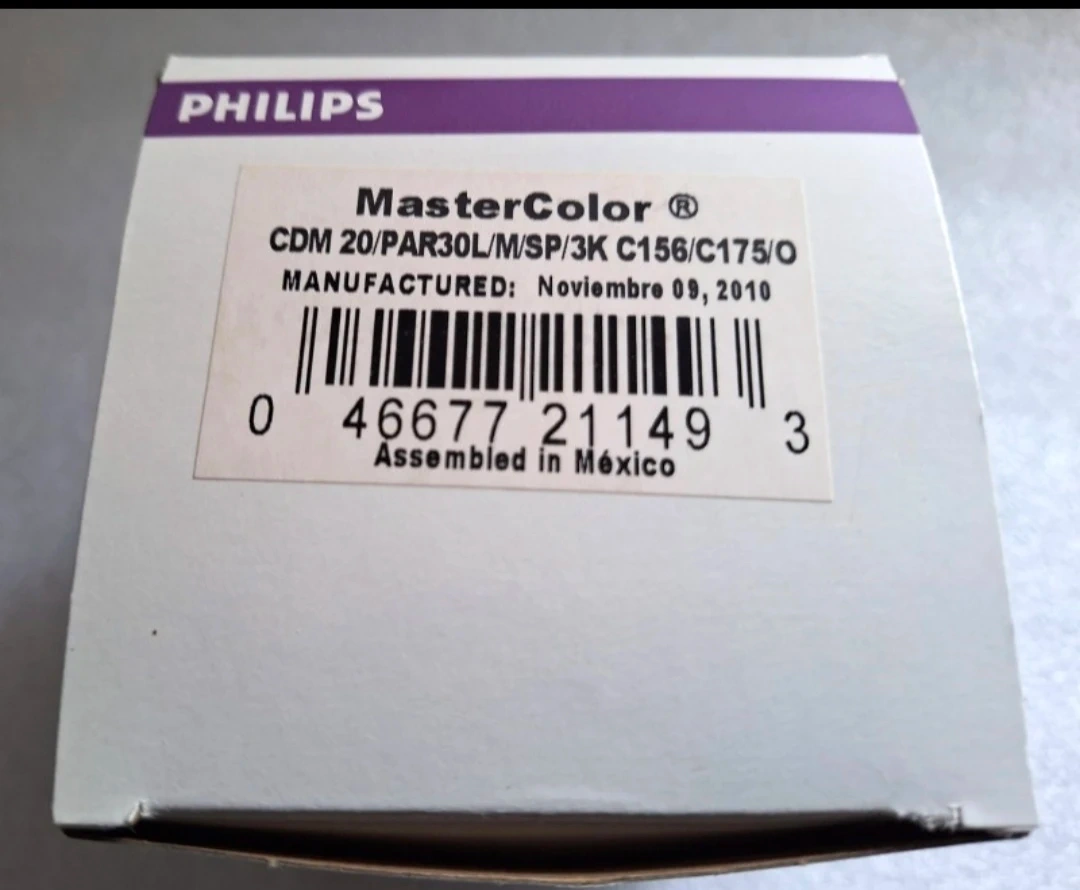 PHILIPS
MasterColor ®
CDM 20/PAR30L/M/SP/3K C156/C175/O
MANUFACTURED: Noviembre 09, 2010
0 46677 21149 3
Assembled in México